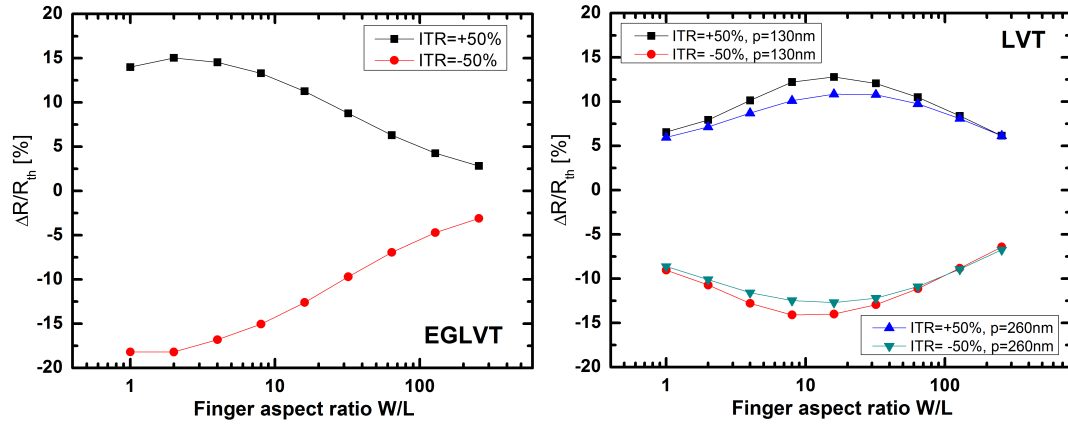 20
15
10
5
0
-5
-10
-15
-20
ΔR/Rth [%]
ITR=+50%
ITR=-50%
EGLVT
1
10
100
Finger aspect ratio W/L
20
15
10
5
0
-5
-10
-15
-20
ΔR/Rth [%]
ITR=+50%, p=130nm
ITR= -50%, p=130nm
LVT
ITR=+50%, p=260nm
ITR= -50%, p=260nm
1
10
100
Finger aspect ratio W/L